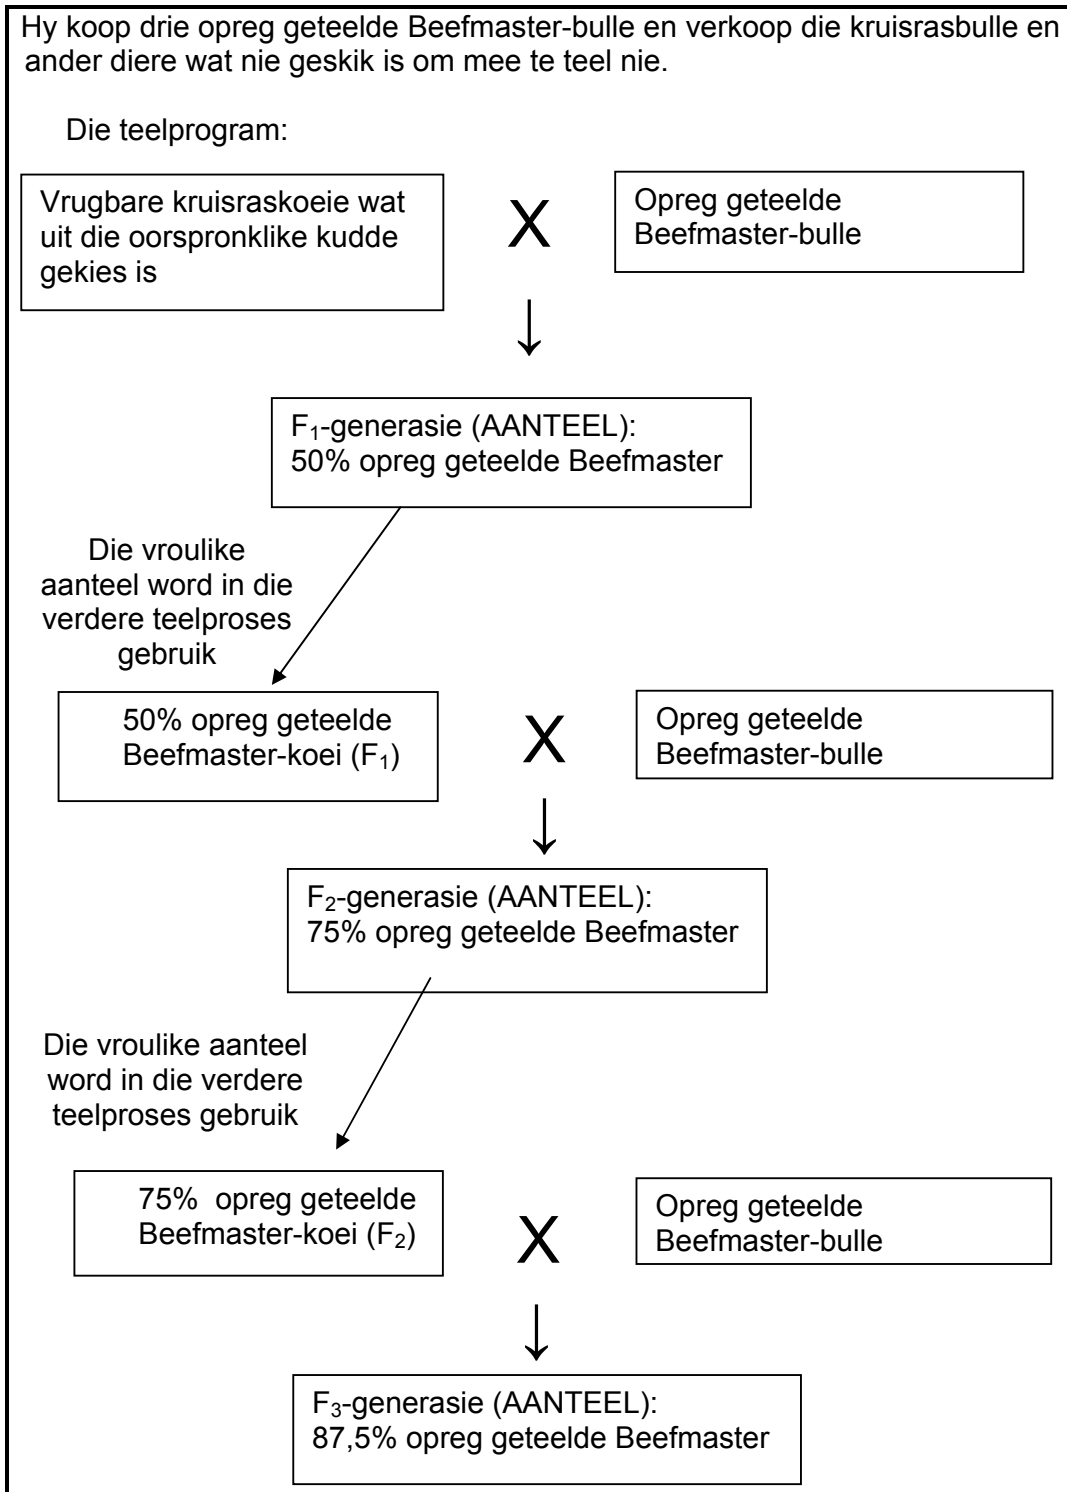 Hy koop drie opreg geteelde Beefmaster-bulle en verkoop die kruisrasbulle en
ander diere wat nie geskik is om mee te teel nie.
Die teelprogram:
Vrugbare kruisraskoeie wat
uit die oorspronklike kudde
gekies is
X
Opreg geteelde
Beefmaster-bulle
↓
F₁-generasie (AANTEEL):
50% opreg geteelde Beefmaster
Die vroulike
aanteel word in die
verdere teelproses
gebruik
50% opreg geteelde
Beefmaster-koei (F₁)
X
Opreg geteelde
Beefmaster-bulle
↓
F₂-generasie (AANTEEL):
75% opreg geteelde Beefmaster
Die vroulike aanteel
word in die verdere
teelproses gebruik
75% opreg geteelde
Beefmaster-koei (F₂)
X
Opreg geteelde
Beefmaster-bulle
↓
F₃-generasie (AANTEEL):
87,5% opreg geteelde Beefmaster